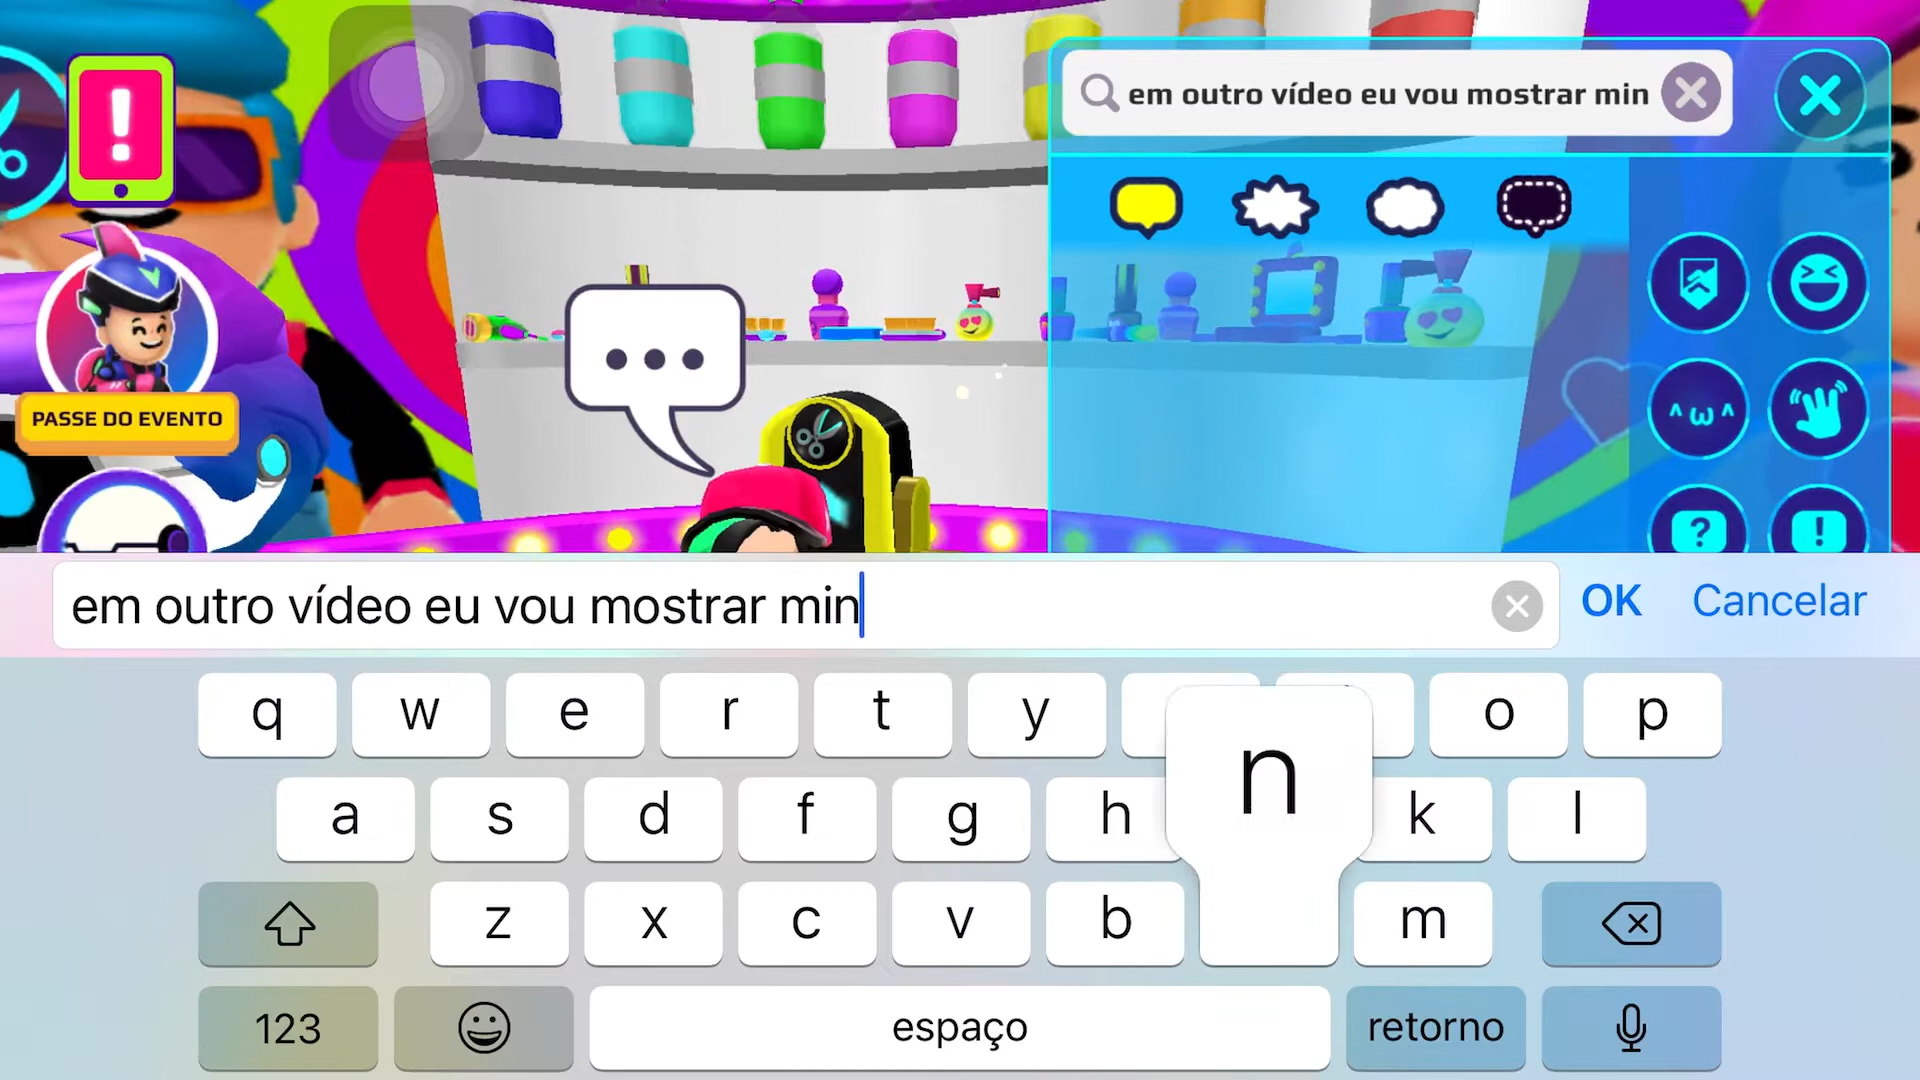 em outro vídeo eu vou mostrar min
PASSE DO EVENTO
em outro vídeo eu vou mostrar min
OK
Cancelar
q w e r t y o p
a s d f g h n k l
z x c v b m
123 espaço retorno